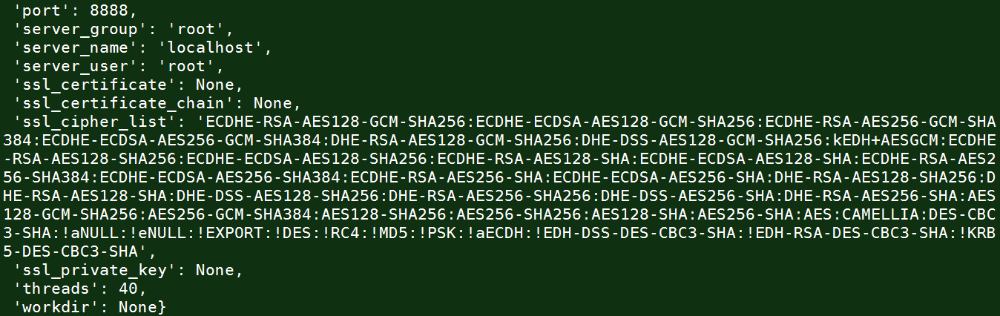 'port': 8888,
'server_group': 'root',
'server_name': 'localhost',
'server_user': 'root',
'ssl_certificate': None,
'ssl_certificate_chain': None,
'ssl_cipher_list': 'ECDHE-RSA-AES128-GCM-SHA256:ECDHE-ECDSA-AES128-GCM-SHA256:ECDHE-RSA-AES256-GCM-SHA
384:ECDHE-ECDSA-AES256-GCM-SHA384:DHE-RSA-AES128-GCM-SHA256:DHE-DSS-AES128-GCM-SHA256:kEDH+AESGCM:ECDHE
-RSA-AES128-SHA256:ECDHE-ECDSA-AES128-SHA256:ECDHE-RSA-AES128-SHA:ECDHE-ECDSA-AES128-SHA:ECDHE-RSA-AES2
56-SHA384:ECDHE-ECDSA-AES256-SHA384:ECDHE-RSA-AES256-SHA:ECDHE-ECDSA-AES256-SHA:DHE-RSA-AES128-SHA256:D
HE-RSA-AES128-SHA:DHE-DSS-AES128-SHA256:DHE-RSA-AES256-SHA256:DHE-DSS-AES256-SHA:DHE-RSA-AES256-SHA:AES
128-GCM-SHA256:AES256-GCM-SHA384:AES128-SHA256:AES256-SHA256:AES128-SHA:AES256-SHA:AES:CAMELLIA:DES-CBC
3-SHA:!aNULL:!eNULL:!EXPORT:!DES:!RC4:!MD5:!PSK:!aECDH:!EDH-DSS-DES-CBC3-SHA:!EDH-RSA-DES-CBC3-SHA:!KRB
5-DES-CBC3-SHA',
'ssl_private_key': None,
'threads': 40,
'workdir': None}